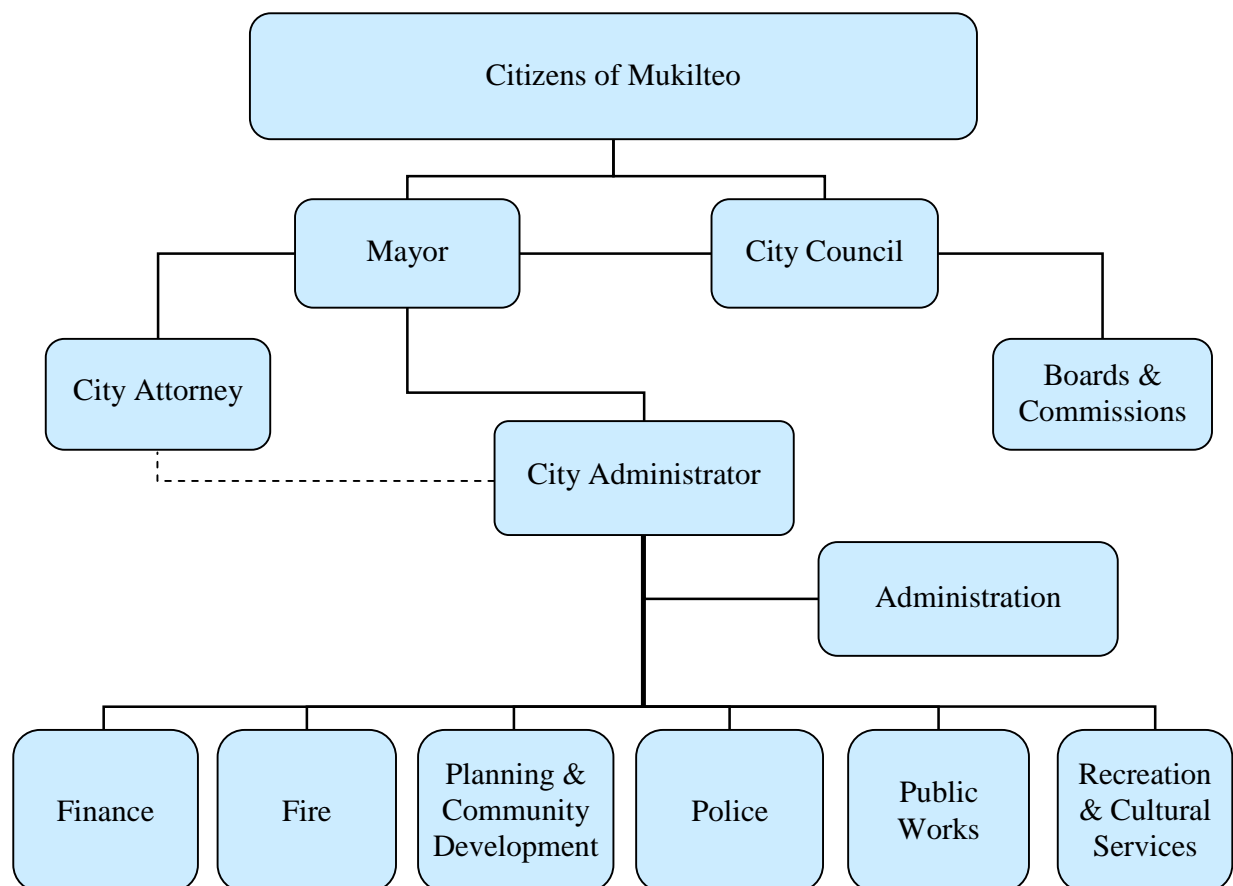 Citizens of Mukilteo
Mayor
City Council
City Attorney
Boards &
Commissions
City Administrator
Administration
Finance
Fire
Planning &
Community
Development
Police
Public
Works
Recreation
& Cultural
Services